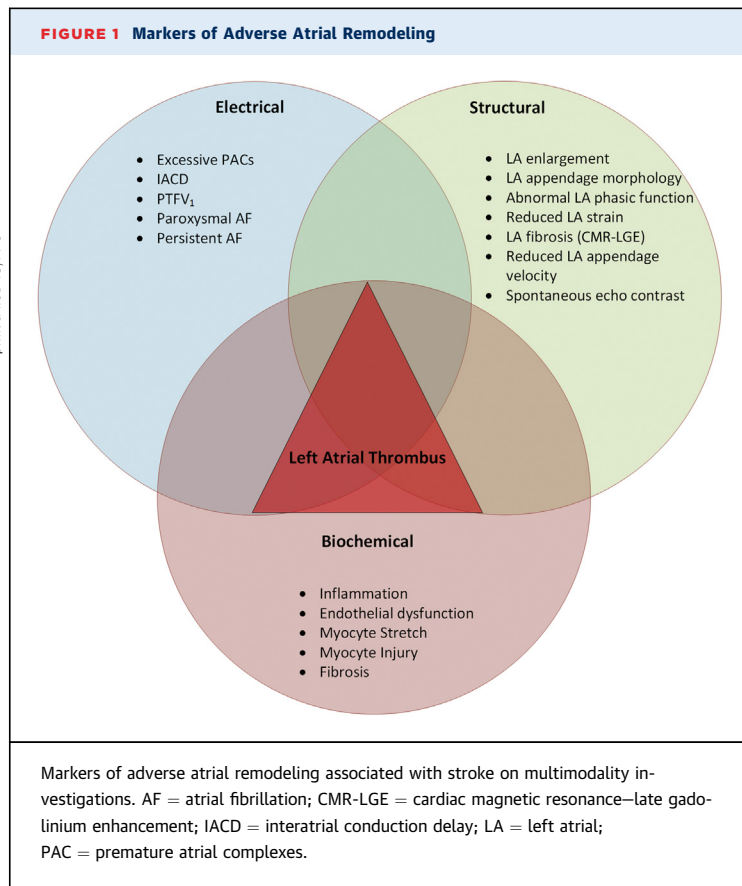 FIGURE 1 Markers of Adverse Atrial Remodeling
Electrical
• Excessive PACs
• IACD
• PTFV₁
• Paroxysmal AF
• Persistent AF
Structural
• LA enlargement
• LA appendage morphology
• Abnormal LA phasic function
• Reduced LA strain
• LA fibrosis (CMR-LGE)
• Reduced LA appendage
velocity
• Spontaneous echo contrast
Left Atrial Thrombus
Biochemical
• Inflammation
• Endothelial dysfunction
• Myocyte Stretch
• Myocyte Injury
• Fibrosis
Markers of adverse atrial remodeling associated with stroke on multimodality in-
vestigations. AF = atrial fibrillation; CMR-LGE = cardiac magnetic resonance–late gado-
linium enhancement; IACD = interatrial conduction delay; LA = left atrial;
PAC = premature atrial complexes.